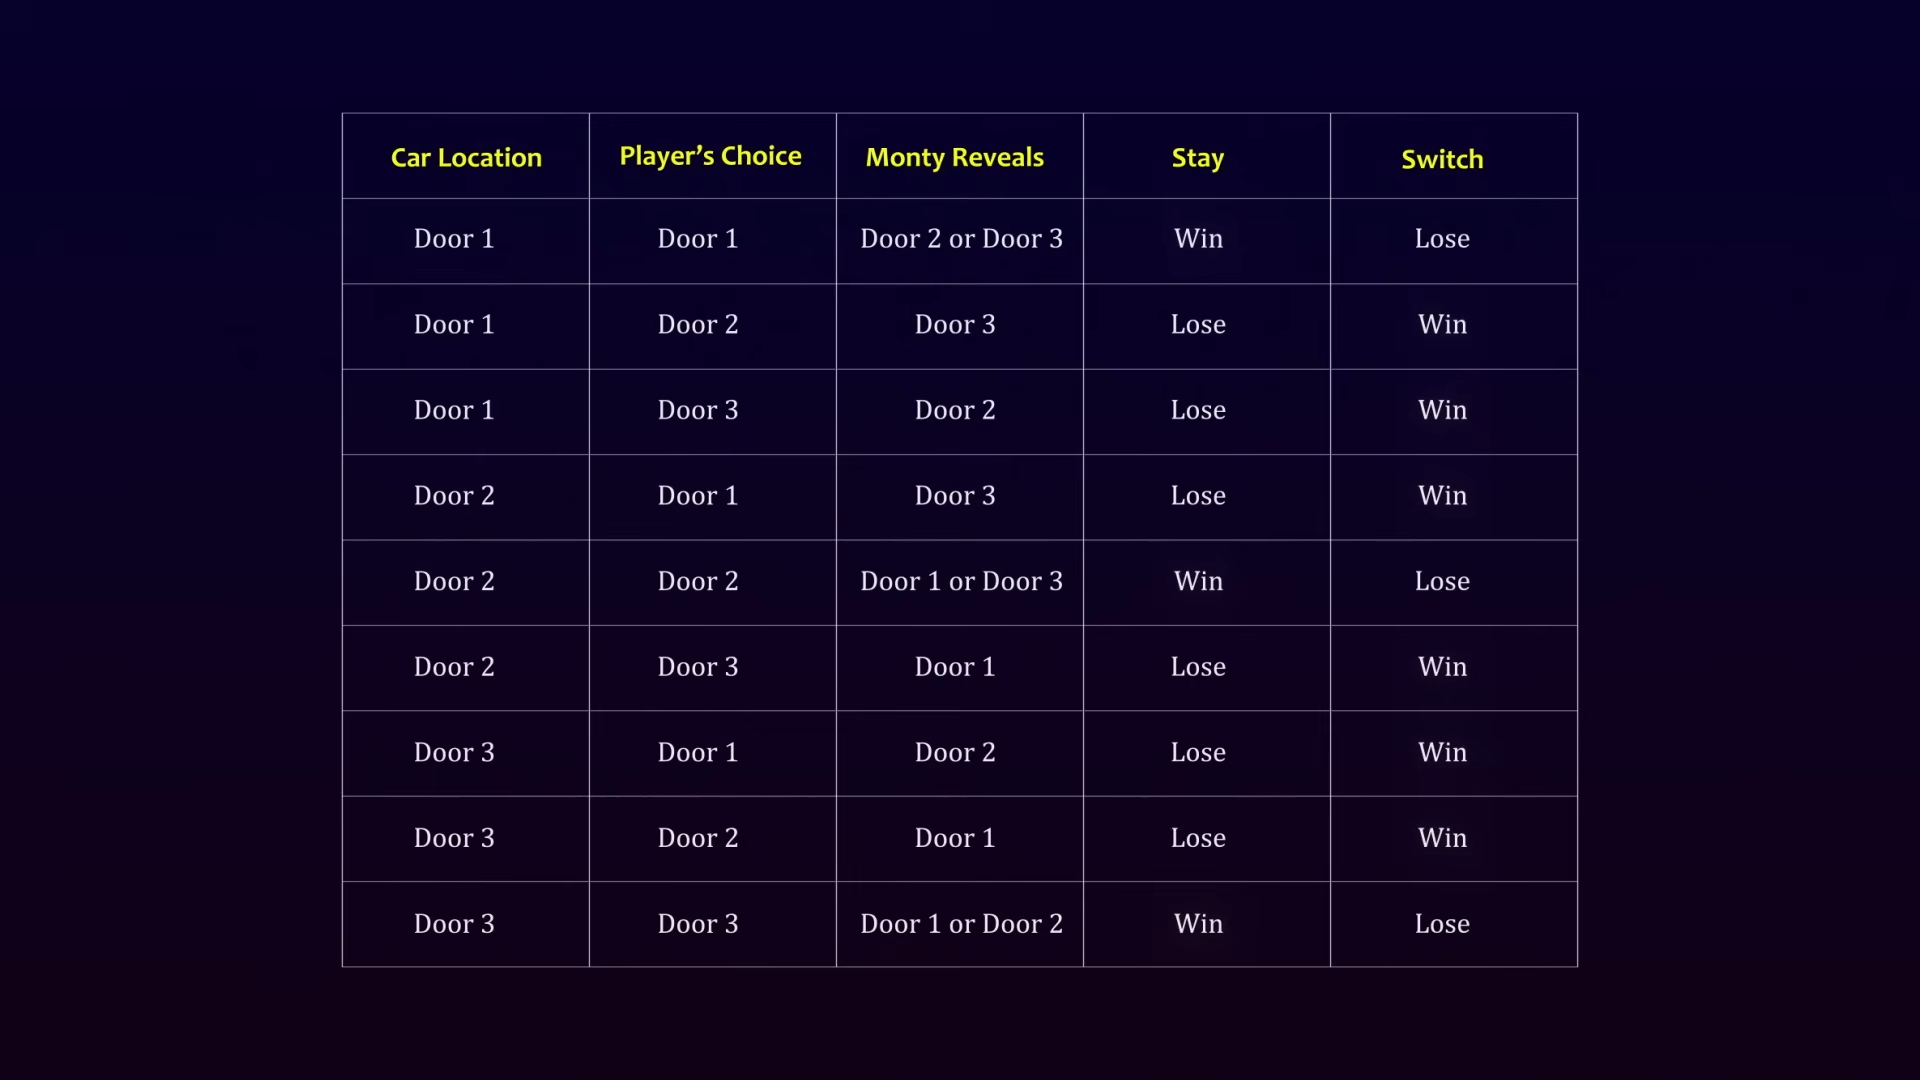 Car Location Player’s Choice Monty Reveals Stay Switch
Door 1 Door 1 Door 2 or Door 3 Win Lose
Door 1 Door 2 Door 3 Lose Win
Door 1 Door 3 Door 2 Lose Win
Door 2 Door 1 Door 3 Lose Win
Door 2 Door 2 Door 1 or Door 3 Win Lose
Door 2 Door 3 Door 1 Lose Win
Door 3 Door 1 Door 2 Lose Win
Door 3 Door 2 Door 1 Lose Win
Door 3 Door 3 Door 1 or Door 2 Win Lose